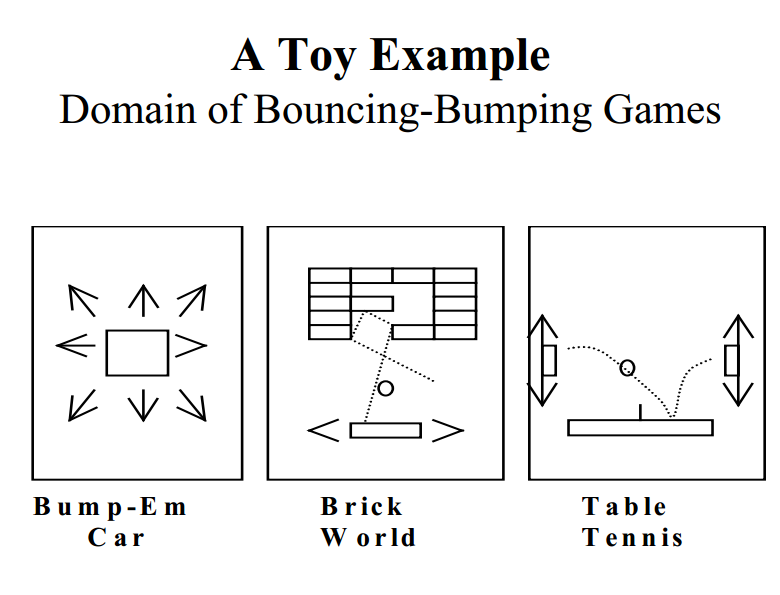 A Toy Example
Domain of Bouncing-Bumping Games
Bump-Em
Car
Brick
World
Table
Tennis